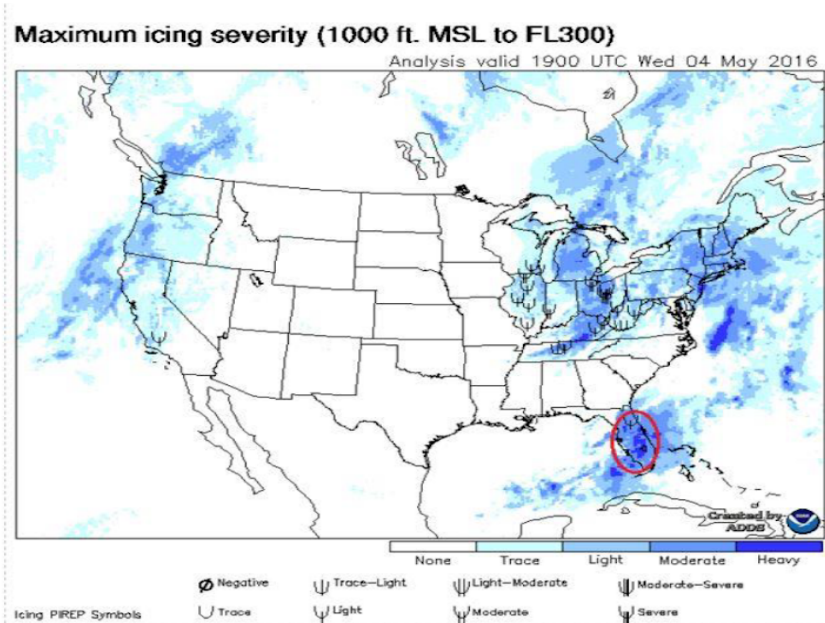 Maximum icing severity (1000 ft. MSL to FL300)
Analysis valid 1900 UTC Wed 04 May 2016
Created by
ADDS
None Trace Light Moderate Heavy
Negative Trace-Light Light-Moderate Moderate-Severe
Icing PIREP Symbols Trace Light Moderate Severe